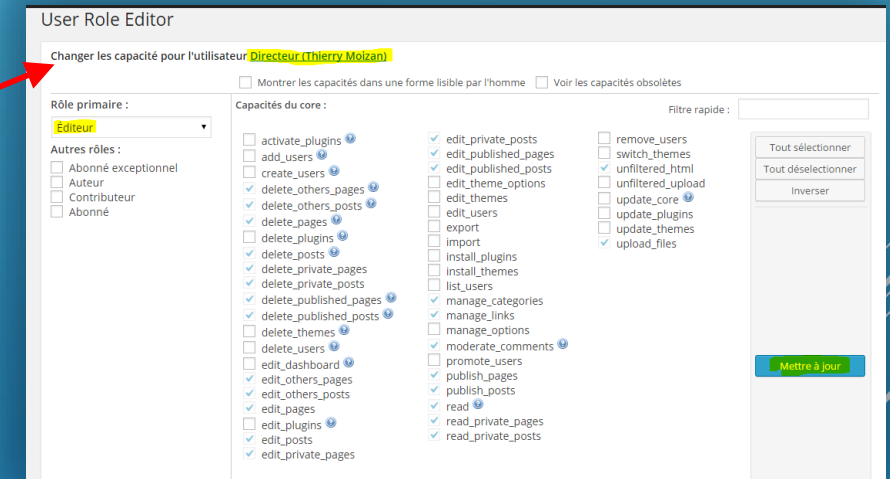 User Role Editor
Changer les capacité pour l'utilisateur Directeur (Thierry Moizan)
Montrer les capacités dans une forme lisible par l'homme Voir les capacités obsolètes
Rôle primaire :
Éditeur
Autres rôles :
Abonné exceptionnel
Auteur
Contributeur
Abonné
Capacités du core :
Filtre rapide :
activate_plugins
add_users
create_users
delete_others_pages
delete_others_posts
delete_pages
delete_plugins
delete_posts
delete_private_pages
delete_private_posts
delete_published_pages
delete_published_posts
delete_themes
delete_users
edit_dashboard
edit_others_pages
edit_others_posts
edit_pages
edit_plugins
edit_posts
edit_private_pages
edit_private_posts
edit_published_pages
edit_published_posts
edit_theme_options
edit_themes
edit_users
export
import
install_plugins
install_themes
list_users
manage_categories
manage_links
manage_options
moderate_comments
promote_users
publish_pages
publish_posts
read
read_private_pages
read_private_posts
remove_users
switch_themes
unfiltered_html
unfiltered_upload
update_core
update_plugins
update_themes
upload_files
Tout sélectionner
Tout déselectionner
Inverser
Mettre à jour